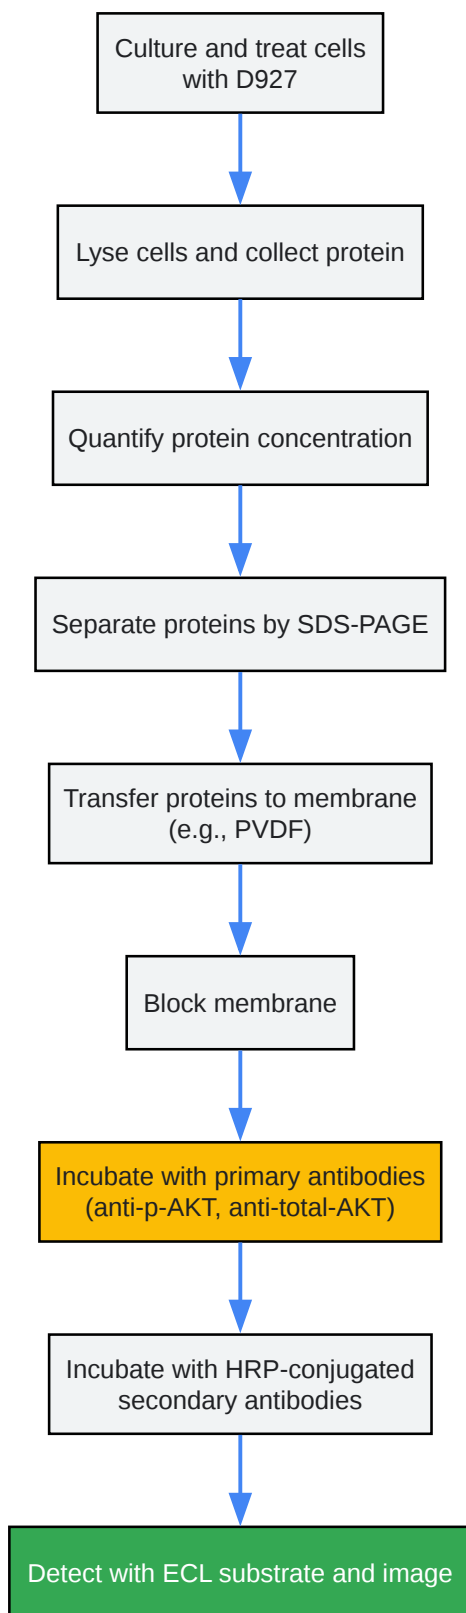 Culture and treat cells
with D927
Lyse cells and collect protein
Quantify protein concentration
Separate proteins by SDS-PAGE
Transfer proteins to membrane
(e.g., PVDF)
Block membrane
Incubate with primary antibodies
(anti-p-AKT, anti-total-AKT)
Incubate with HRP-conjugated
secondary antibodies
Detect with ECL substrate and image